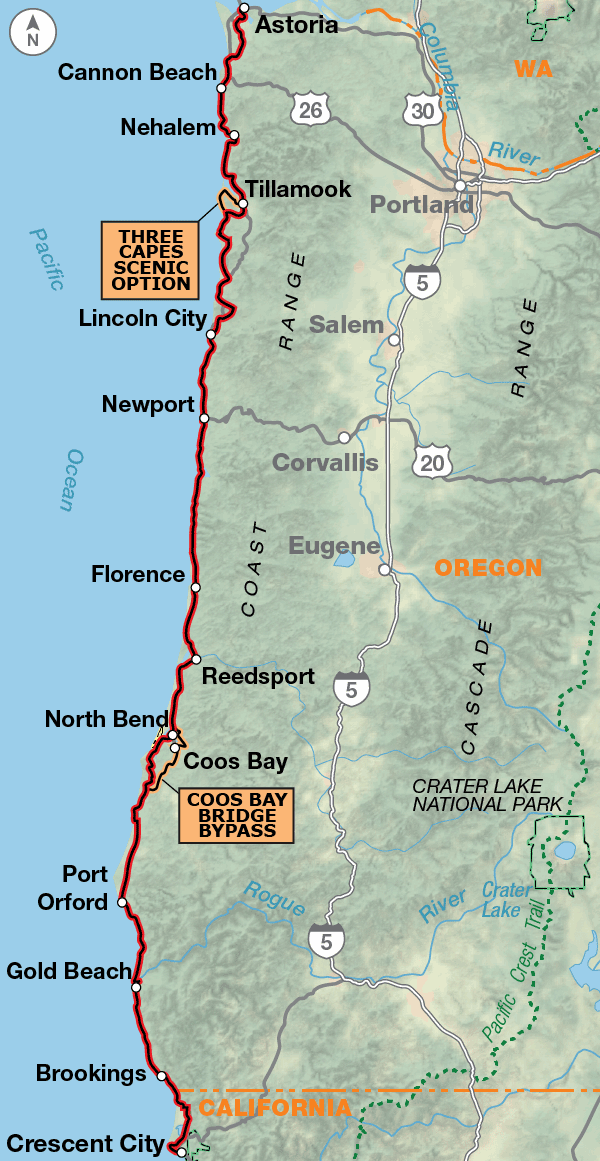 N
Astoria
Columbia
WA
Cannon Beach
26
30
Nehalem
River
Tillamook
Portland
THREE
CAPES
SCENIC
OPTION
Pacific
RANGE
5
Lincoln City
Salem
RANGE
Newport
Corvallis
20
Ocean
COAST
Eugene
OREGON
Florence
CASCADE
Reedsport
5
North Bend
Coos Bay
CRATER LAKE
NATIONAL PARK
COOS BAY
BRIDGE
BYPASS
Port
Orford
Rogue
River
Crater
Lake
5
Pacific Crest Trail
Gold Beach
Brookings
CALIFORNIA
Crescent City